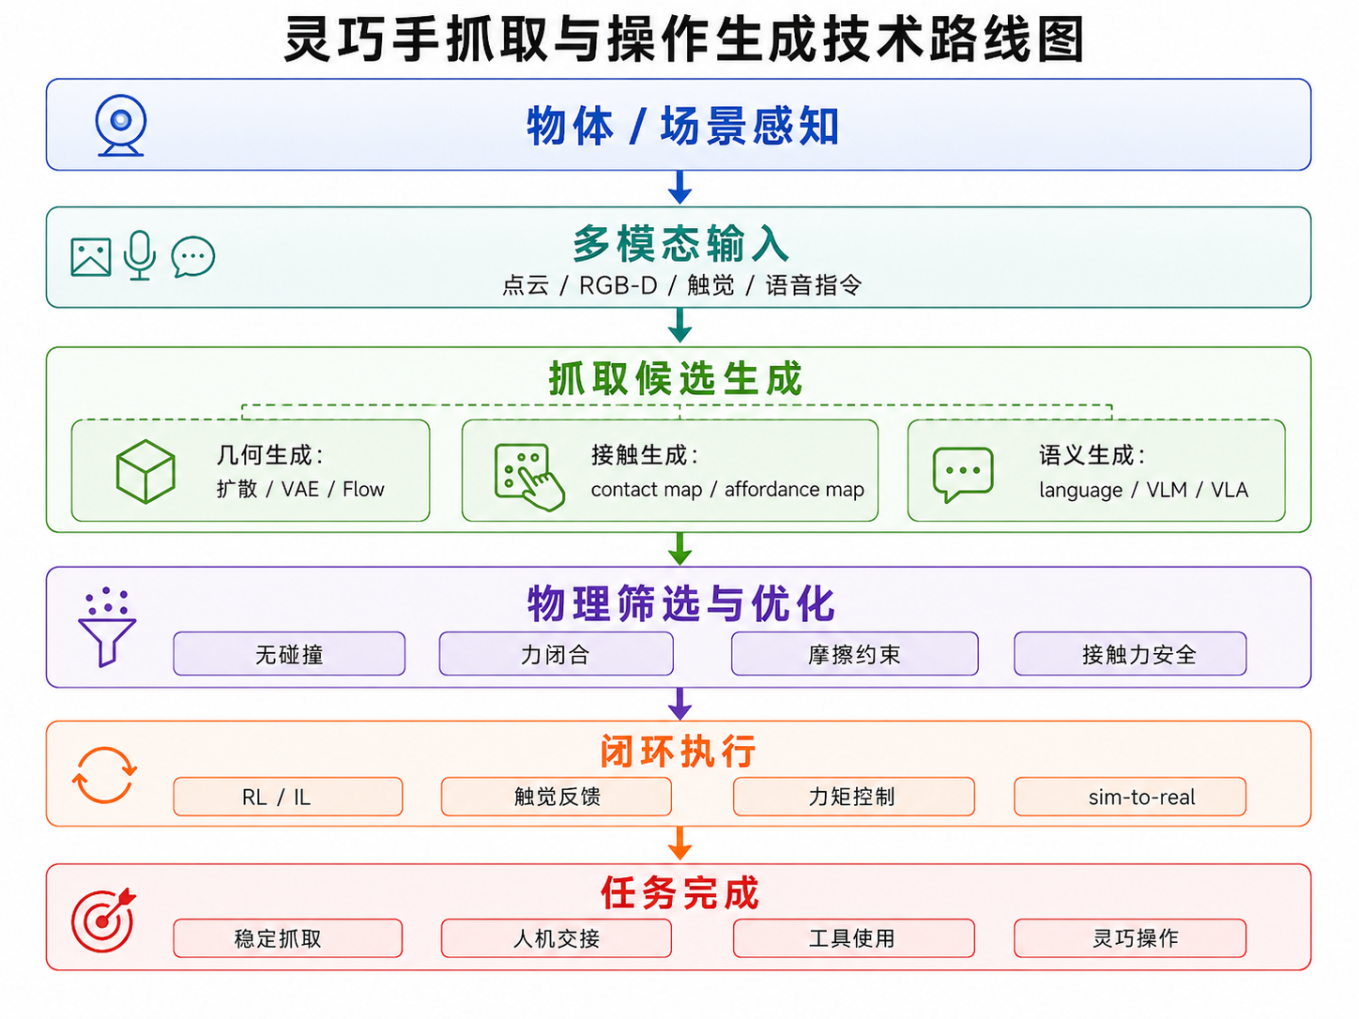 灵巧手抓取与操作生成技术路线图
物体 / 场景感知
多模态输入
点云 / RGB-D / 触觉 / 语音指令
抓取候选生成
几何生成：
扩散 / VAE / Flow
接触生成：
contact map / affordance map
语义生成：
language / VLM / VLA
物理筛选与优化
无碰撞
力闭合
摩擦约束
接触力安全
闭环执行
RL / IL
触觉反馈
力矩控制
sim-to-real
任务完成
稳定抓取
人机交接
工具使用
灵巧操作